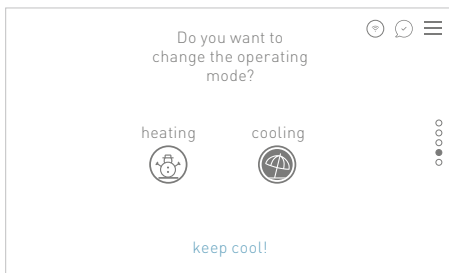 Do you want to
change the operating
mode?
heating cooling
keep cool!